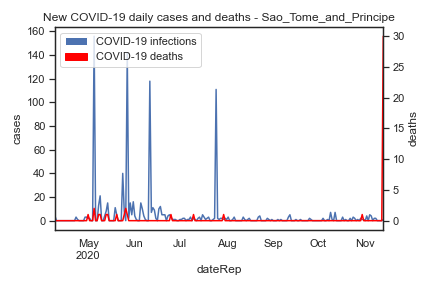 New COVID-19 daily cases and deaths - Sao_Tome_and_Principe
COVID-19 infections
COVID-19 deaths
160
140
120
100
80
60
40
20
0
cases
30
25
20
15
10
5
0
deaths
May Jun Jul Aug Sep Oct Nov
2020
dateRep